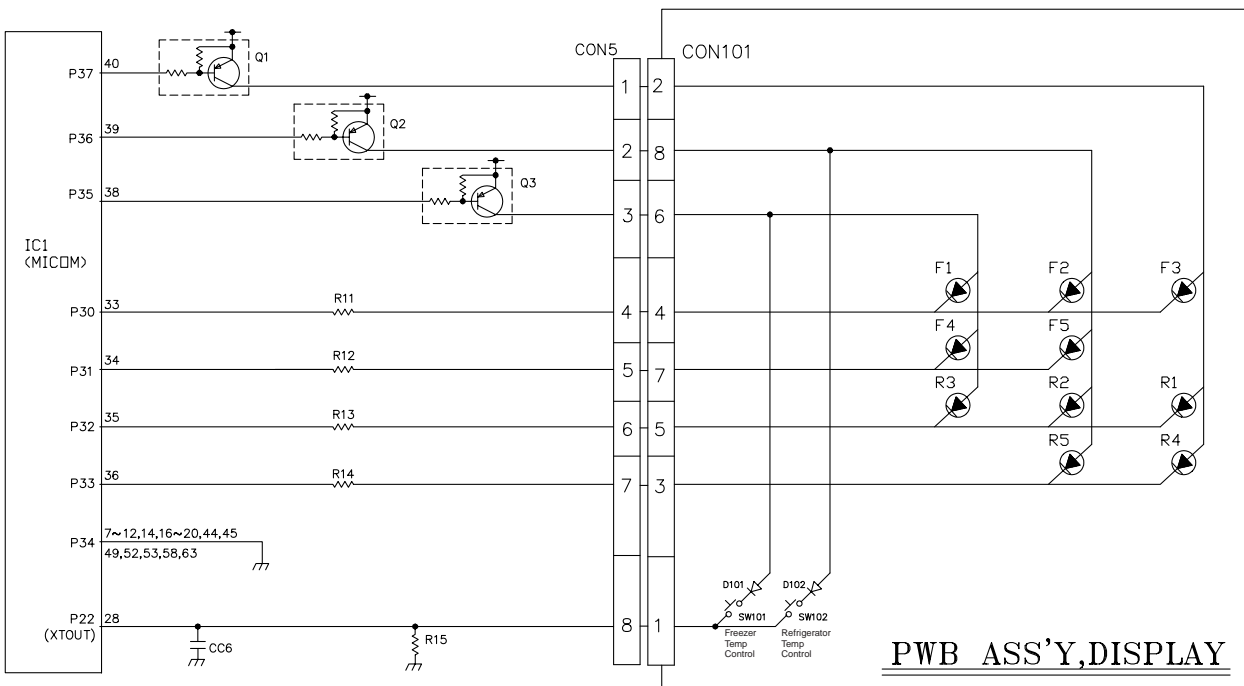 CON5
CON101
Q1
P37
40
1
2
Q2
P36
39
2
8
Q3
P35
38
3
6
IC1
(MICOM)
F1
F2
F3
R11
P30
33
4
4
F4
F5
R12
P31
34
5
7
R3
R2
R1
R13
P32
35
6
5
R5
R4
R14
P33
36
7
3
P34
7~12,14,16~20,44,45
49,52,53,58,63
D101
D102
SW101
SW102
P22
(XTOUT)
28
CC6
R15
8
1
Freezer
Temp
Control
Refrigerator
Temp
Control
PWB ASS'Y,DISPLAY